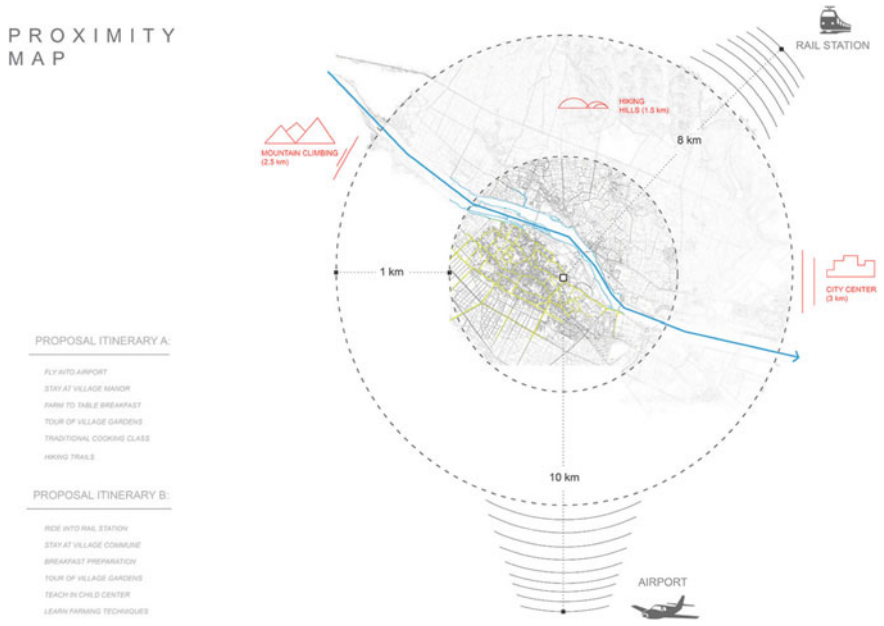 PROXIMITY
MAP
RAIL STATION
HIKING
HILLS (1.5 km)
MOUNTAIN CLIMBING
(2.5 km)
8 km
1 km
CITY CENTER
(3 km)
PROPOSAL ITINERARY A:
FLY INTO AIRPORT
STAY AT VILLAGE MANOR
FARM TO TABLE BREAKFAST
TOUR OF VILLAGE GARDENS
TRADITIONAL COOKING CLASS
HIKING TRAILS
10 km
PROPOSAL ITINERARY B:
RIDE INTO RAIL STATION
STAY AT VILLAGE COMMUNE
BREAKFAST PREPARATION
TOUR OF VILLAGE GARDENS
TEACH IN CHILD CENTER
LEARN FARMING TECHNIQUES
AIRPORT